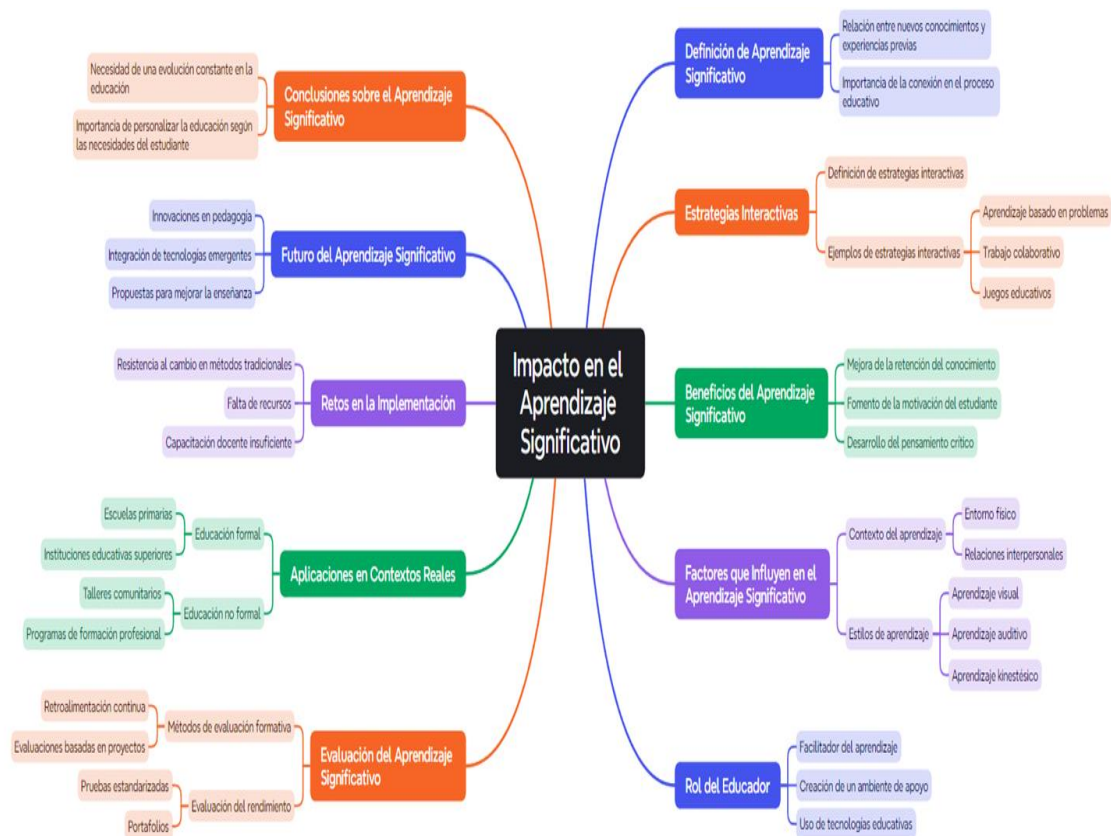 Impacto en el
Aprendizaje
Significativo
Definición de Aprendizaje
Significativo
Relación entre nuevos conocimientos y
experiencias previas
Importancia de la conexión en el proceso
educativo
Estrategias Interactivas
Definición de estrategias interactivas
Ejemplos de estrategias interactivas
Aprendizaje basado en problemas
Trabajo colaborativo
Juegos educativos
Beneficios del Aprendizaje
Significativo
Mejora de la retención del conocimiento
Fomento de la motivación del estudiante
Desarrollo del pensamiento crítico
Factores que Influyen en el
Aprendizaje Significativo
Contexto del aprendizaje
Entorno físico
Relaciones interpersonales
Estilos de aprendizaje
Aprendizaje visual
Aprendizaje auditivo
Aprendizaje kinestésico
Rol del Educador
Facilitador del aprendizaje
Creación de un ambiente de apoyo
Uso de tecnologías educativas
Conclusiones sobre el Aprendizaje
Significativo
Necesidad de una evolución constante en la
educación
Importancia de personalizar la educación según
las necesidades del estudiante
Futuro del Aprendizaje Significativo
Innovaciones en pedagogía
Integración de tecnologías emergentes
Propuestas para mejorar la enseñanza
Retos en la Implementación
Resistencia al cambio en métodos tradicionales
Falta de recursos
Capacitación docente insuficiente
Aplicaciones en Contextos Reales
Educación formal
Escuelas primarias
Instituciones educativas superiores
Educación no formal
Talleres comunitarios
Programas de formación profesional
Evaluación del Aprendizaje
Significativo
Métodos de evaluación formativa
Retroalimentación continua
Evaluaciones basadas en proyectos
Evaluación del rendimiento
Pruebas estandarizadas
Portafolios